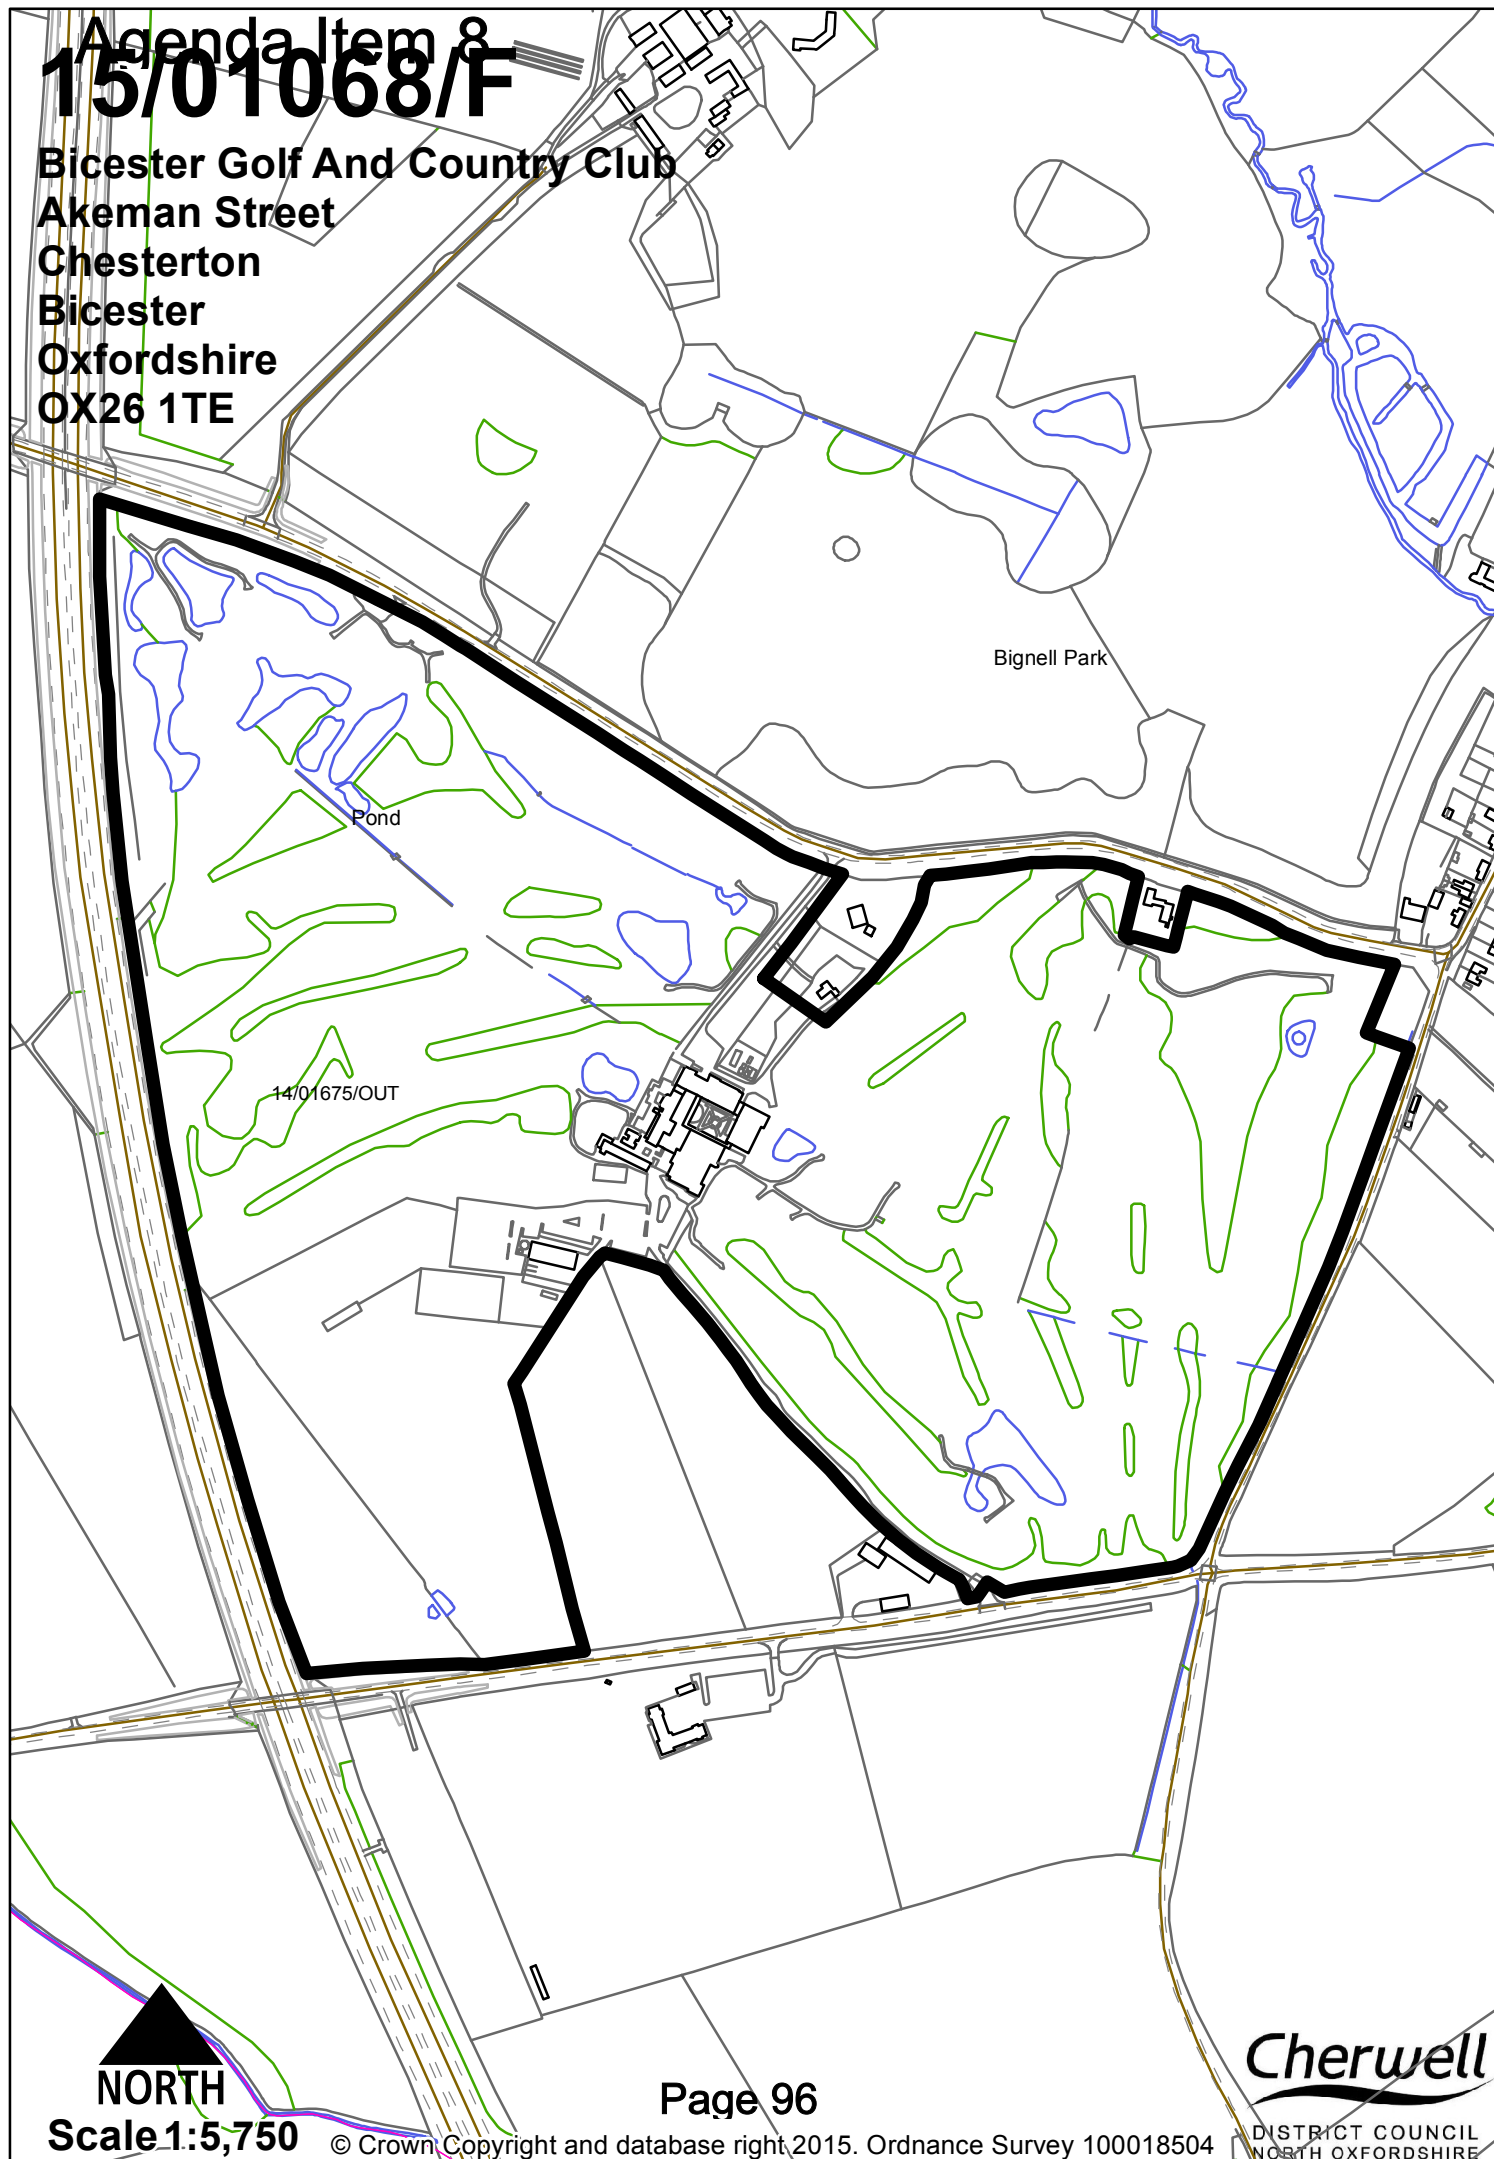 Agenda Item 8
15/01068/F
Bicester Golf And Country Club
Akeman Street
Chesterton
Bicester
Oxfordshire
OX26 1TE
Bignell Park
Pond
14/01675/OUT
NORTH
Scale 1:5,750
Page 96
© Crown Copyright and database right 2015. Ordnance Survey 100018504
Cherwell
DISTRICT COUNCIL
NORTH OXFORDSHIRE